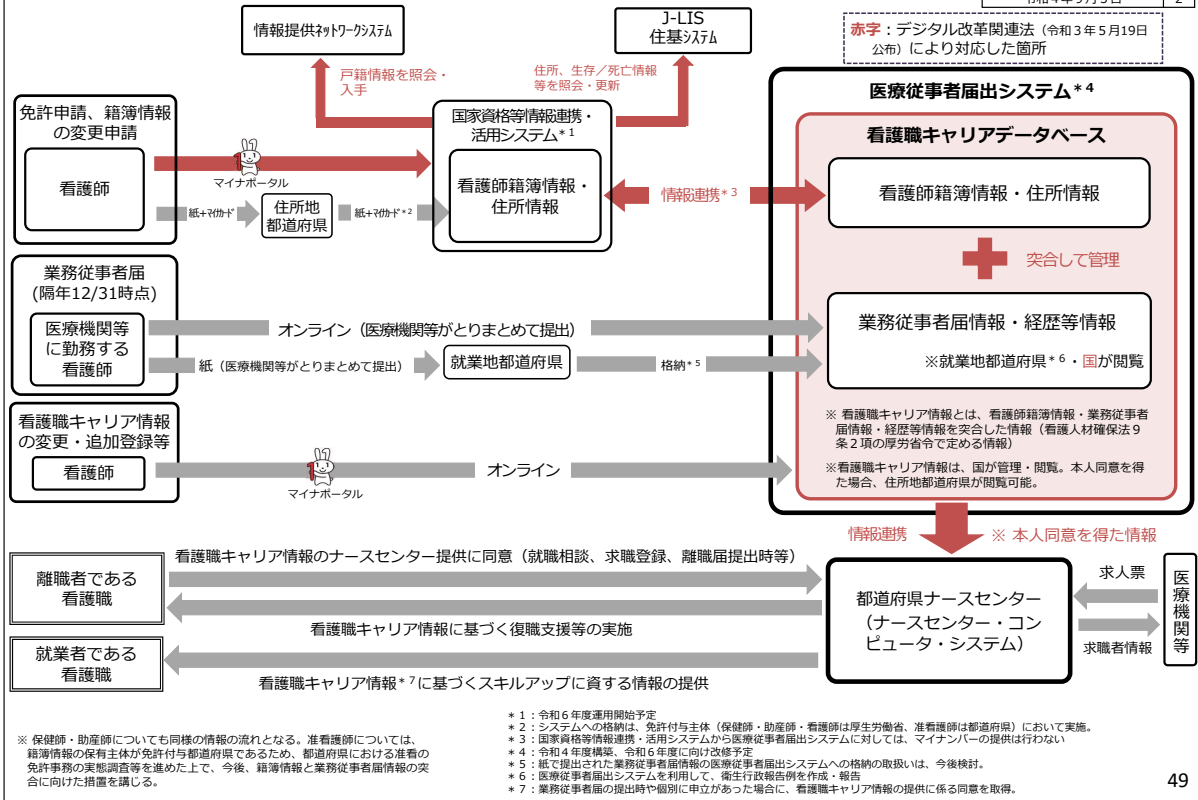 2
情報提供ネットワークシステム
J-LIS
住基システム
赤字：デジタル改革関連法（令和３年５月19日
公布）により対応した箇所
戸籍情報を照会・
入手
住所、生存／死亡情報
等を照会・更新
免許申請、籍簿情報
の変更申請
看護師
マイナポータル
紙+マイナカード
住所地
都道府県
紙+マイナカード＊2
国家資格等情報連携・
活用システム＊1
看護師籍簿情報・
住所情報
情報連携＊3
医療従事者届出システム＊4
看護職キャリアデータベース
看護師籍簿情報・住所情報
突合して管理
業務従事者届
(隔年12/31時点)
医療機関等
に勤務する
看護師
オンライン（医療機関等がとりまとめて提出）
紙（医療機関等がとりまとめて提出）
就業地都道府県
格納＊5
業務従事者届情報・経歴等情報
※就業地都道府県＊6・国が閲覧
※ 看護職キャリア情報とは、看護師籍簿情報・業務従事者
届情報・経歴等情報を突合した情報（看護人材確保法９
条２項の厚労省令で定める情報）
※看護職キャリア情報は、国が管理・閲覧。本人同意を得
た場合、住所地都道府県が閲覧可能。
看護職キャリア情報
の変更・追加登録等
看護師
マイナポータル
オンライン
情報連携
※ 本人同意を得た情報
離職者である
看護職
看護職キャリア情報のナースセンター提供に同意（就職相談、求職登録、離職届提出時等）
看護職キャリア情報に基づく復職支援等の実施
就業者である
看護職
看護職キャリア情報＊7に基づくスキルアップに資する情報の提供
都道府県ナースセンター
（ナースセンター・コン
ピュータ・システム）
求人票
求職者情報
医療機関等
※ 保健師・助産師についても同様の情報の流れとなる。准看護師については、
籍簿情報の保有主体が免許付与都道府県であるため、都道府県における准看の
免許事務の実態調査等を進めた上で、今後、籍簿情報と業務従事者届情報の突
合に向けた措置を講じる。
＊１：令和６年度運用開始予定
＊２：システムへの格納は、免許付与主体（保健師・助産師・看護師は厚生労働省、准看護師は都道府県）において実施。
＊３：国家資格等情報連携・活用システムから医療従事者届出システムに対しては、マイナンバーの提供は行わない
＊４：令和４年度構築、令和６年度に向け改修予定
＊５：紙で提出された業務従事者届情報の医療従事者届出システムへの格納の取扱いは、今後検討。
＊６：医療従事者届出システムを利用して、衛生行政報告例を作成・報告
＊７：業務従事者届の提出時や個別に申立があった場合に、看護職キャリア情報の提供に係る同意を取得。
49